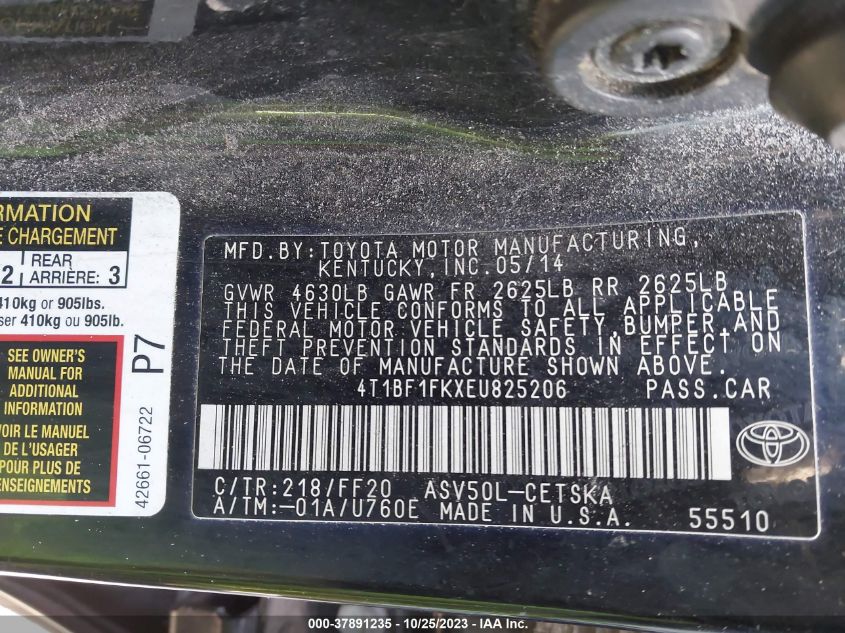 RMATION
E CHARGEMENT
2 REAR ARRIÈRE: 3
410kg or 905lbs.
ser 410kg ou 905lb.
SEE OWNER'S
MANUAL FOR
ADDITIONAL
INFORMATION
VOIR LE MANUEL
DE L'USAGER
POUR PLUS DE
RENSEIGNEMENTS
P7
42661-06722
MFD.BY:TOYOTA MOTOR MANUFACTURING,
KENTUCKY,INC.05/14
GVWR 4630LB GAWR FR 2625LB RR 2625LB
THIS VEHICLE CONFORMS TO ALL APPLICABLE
FEDERAL MOTOR VEHICLE SAFETY,BUMPER,AND
THEFT PREVENTION STANDARDS IN EFFECT ON
THE DATE OF MANUFACTURE SHOWN ABOVE.
4T1BF1FKXEU825206 PASS.CAR
C/TR:218/FF20 ASV50L-CETSKA
A/TM:-01A/U760E MADE IN U.S.A. 55510
000-37891235 - 10/25/2023 - IAA Inc.